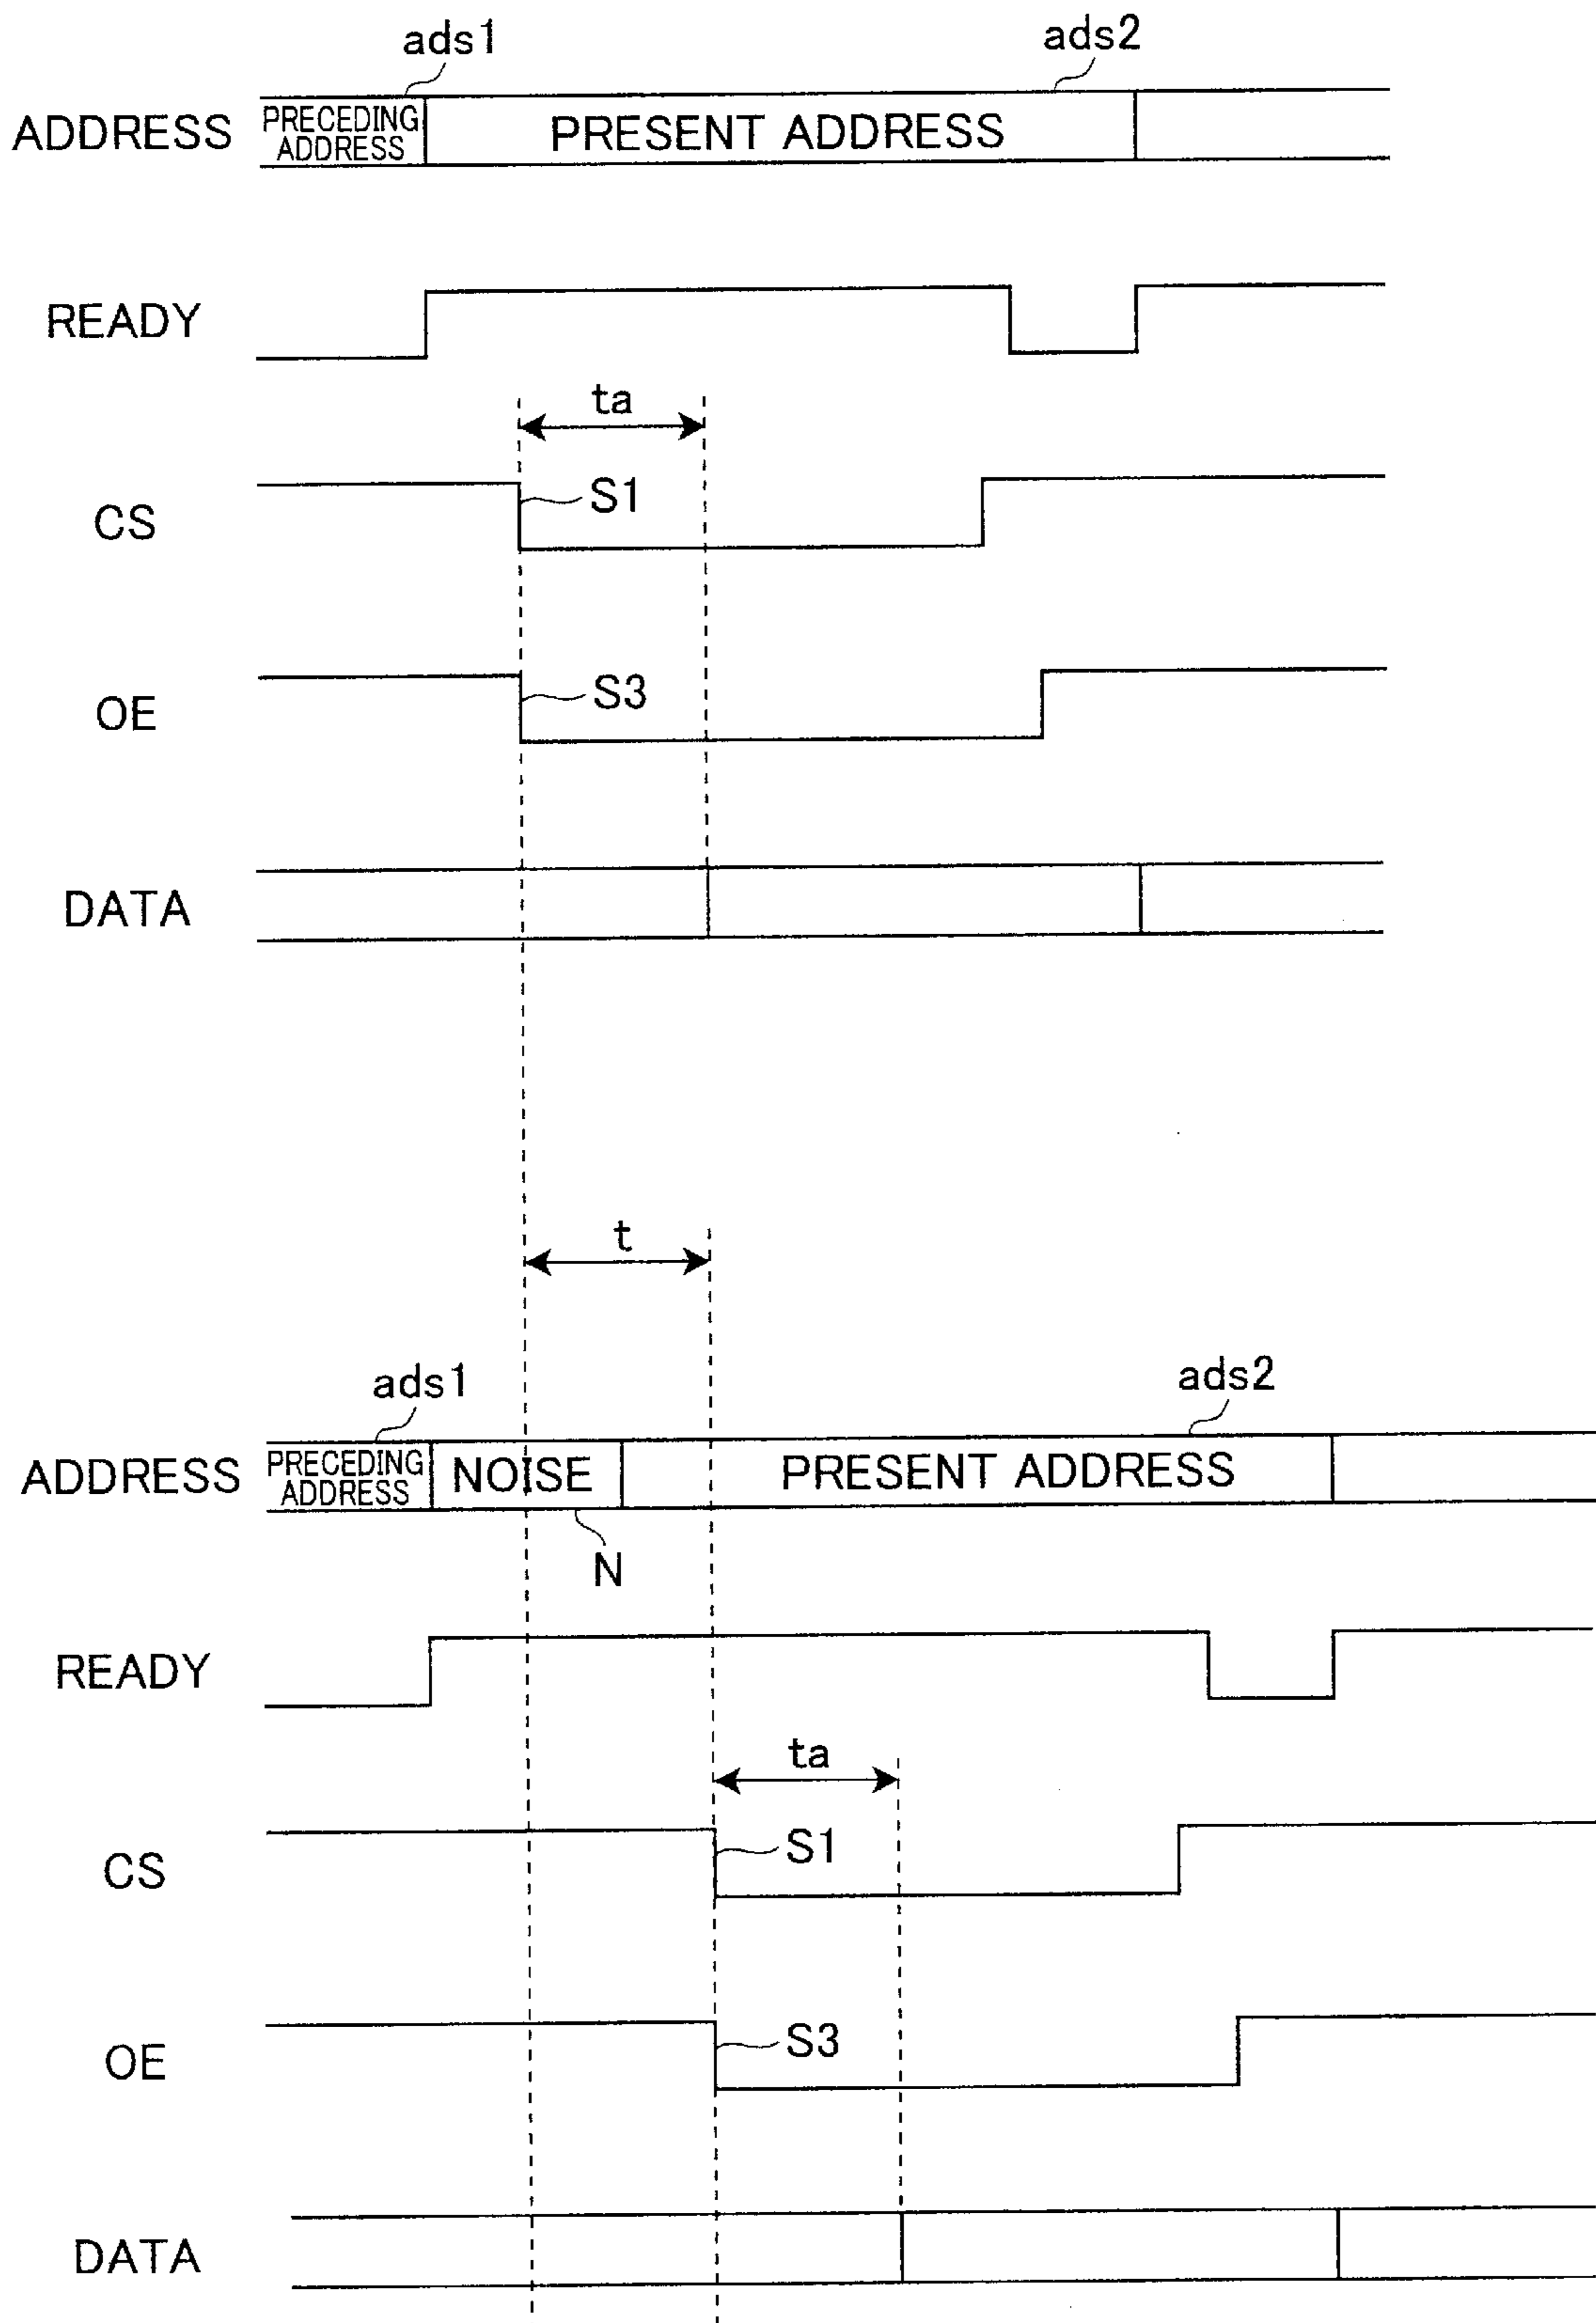 ads1
ads2
ADDRESS
PRECEDING
ADDRESS
PRESENT ADDRESS
READY
ta
CS
S1
OE
S3
DATA
t
ads1
ads2
ADDRESS
PRECEDING
ADDRESS
NOISE
PRESENT ADDRESS
N
READY
ta
CS
S1
OE
S3
DATA